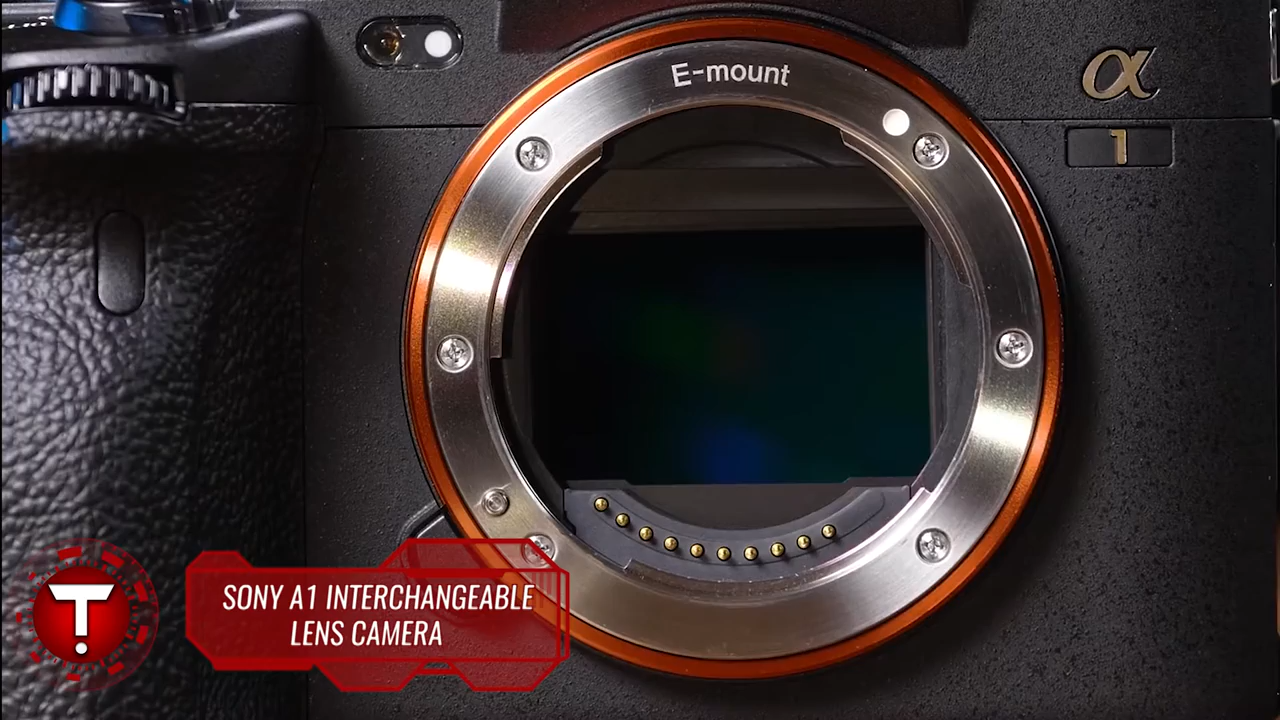 E-mount
α
1
T
SONY A1 INTERCHANGEABLE
LENS CAMERA